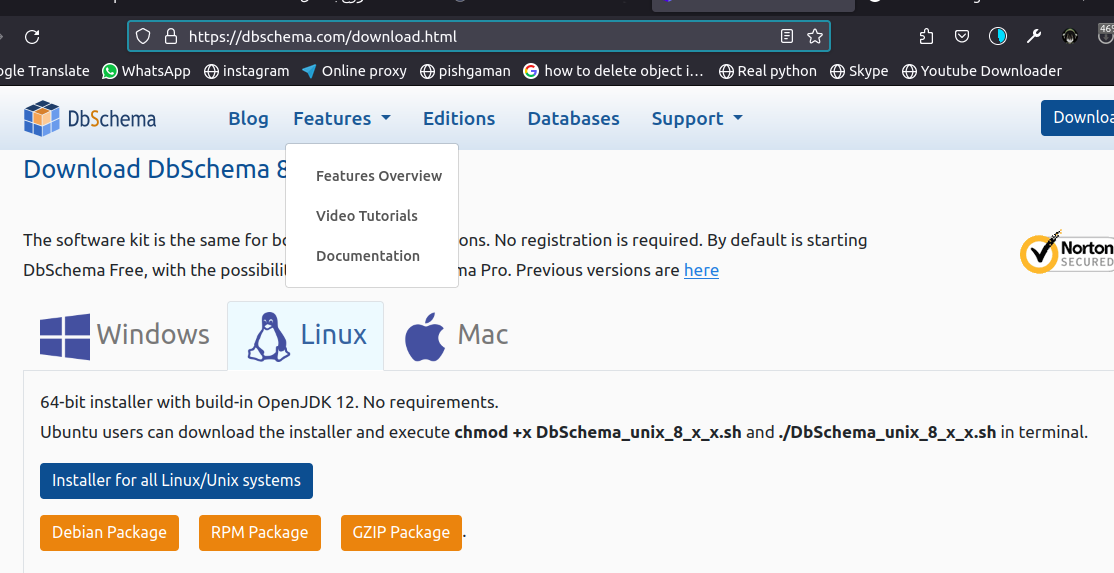 https://dbschema.com/download.html
46
gle Translate WhatsApp instagram Online proxy pishgaman how to delete object i... Real python Skype Youtube Downloader
DbSchema Blog Features Editions Databases Support Downloa
Download DbSchema 8
Features Overview
Video Tutorials
Documentation
The software kit is the same for bo ons. No registration is required. By default is starting
DbSchema Free, with the possibilit ma Pro. Previous versions are here
Norton
SECURED
Windows Linux Mac
64-bit installer with build-in OpenJDK 12. No requirements.
Ubuntu users can download the installer and execute chmod +x DbSchema_unix_8_x_x.sh and ./DbSchema_unix_8_x_x.sh in terminal.
Installer for all Linux/Unix systems
Debian Package RPM Package GZIP Package .